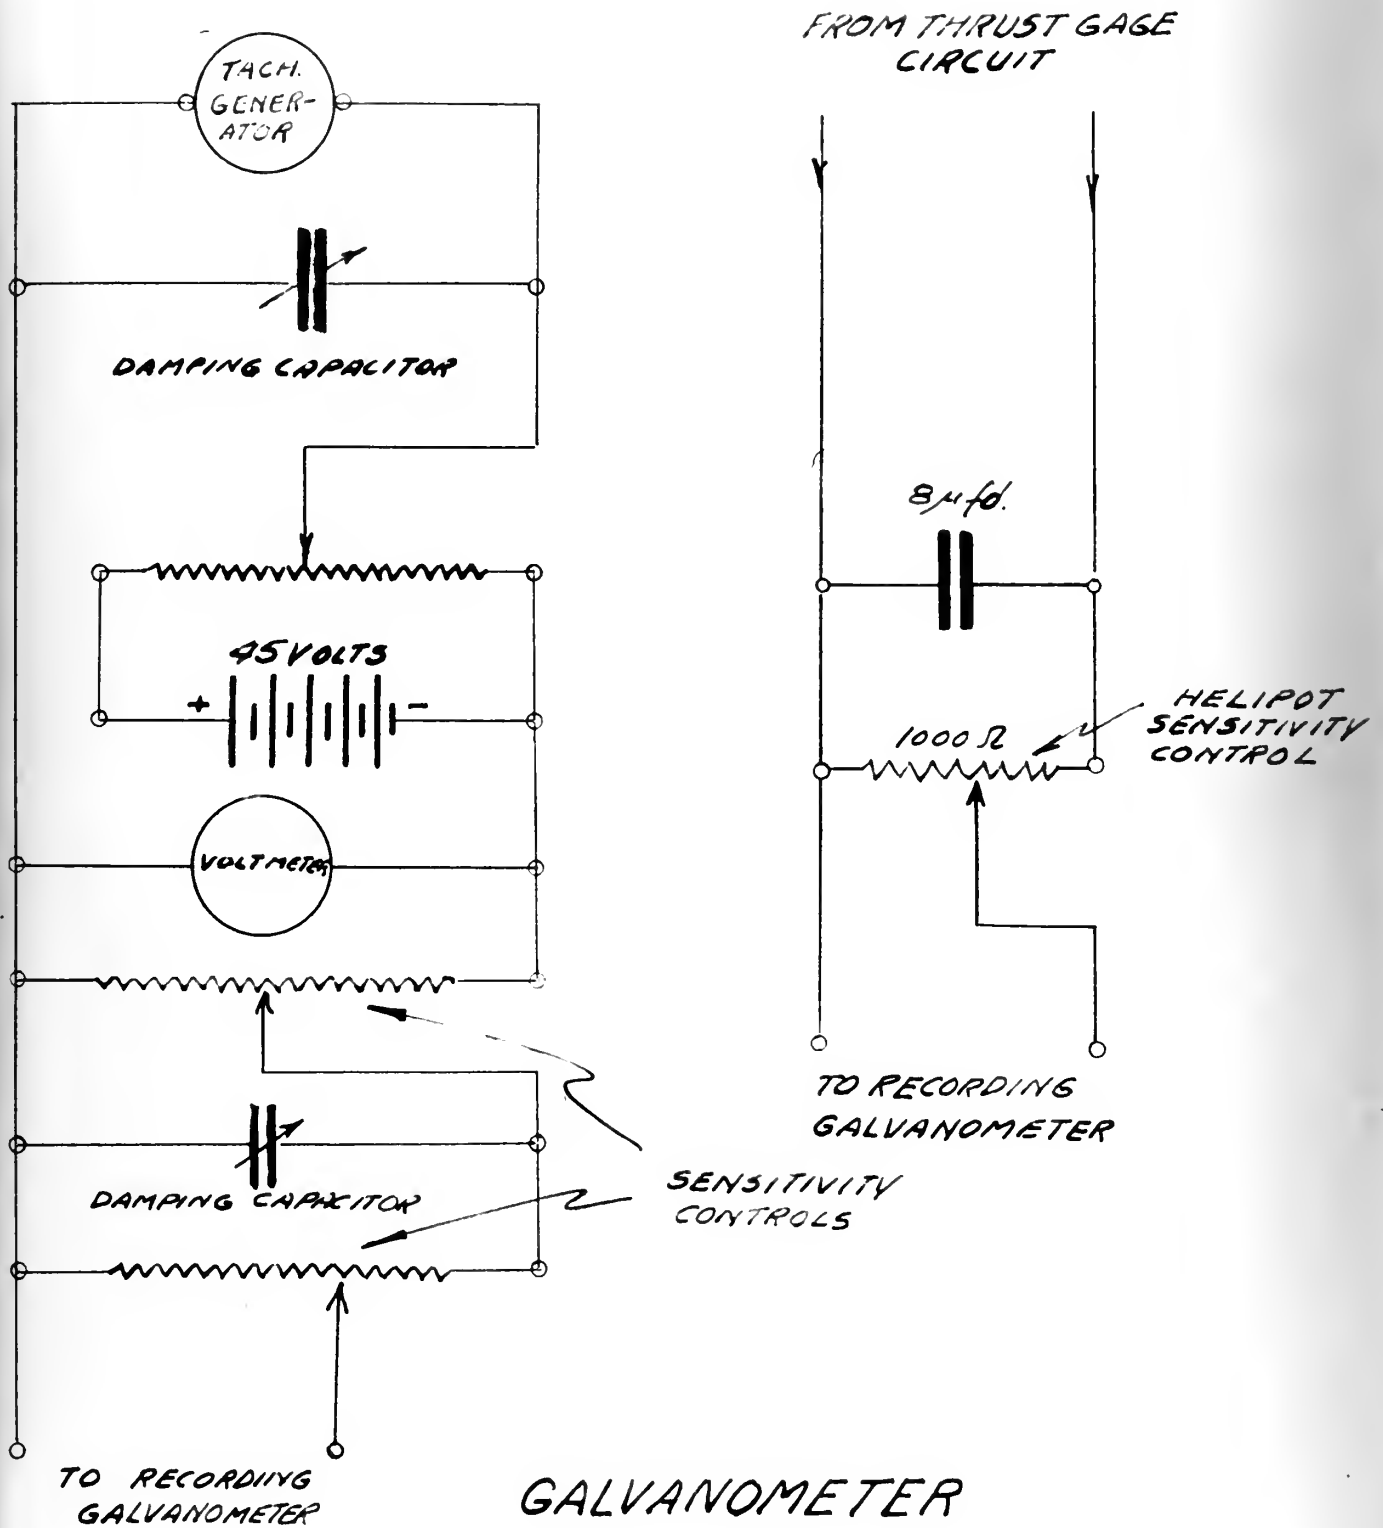 TACH.
GENER-
ATOR
DAMPING CAPACITOR
45 VOLTS
+ -
VOLTMETER
DAMPING CAPACITOR
SENSITIVITY
CONTROLS
TO RECORDING
GALVANOMETER
FROM THRUST GAGE
CIRCUIT
8 μfd.
1000 Ω
HELIPOT
SENSITIVITY
CONTROL
TO RECORDING
GALVANOMETER
GALVANOMETER